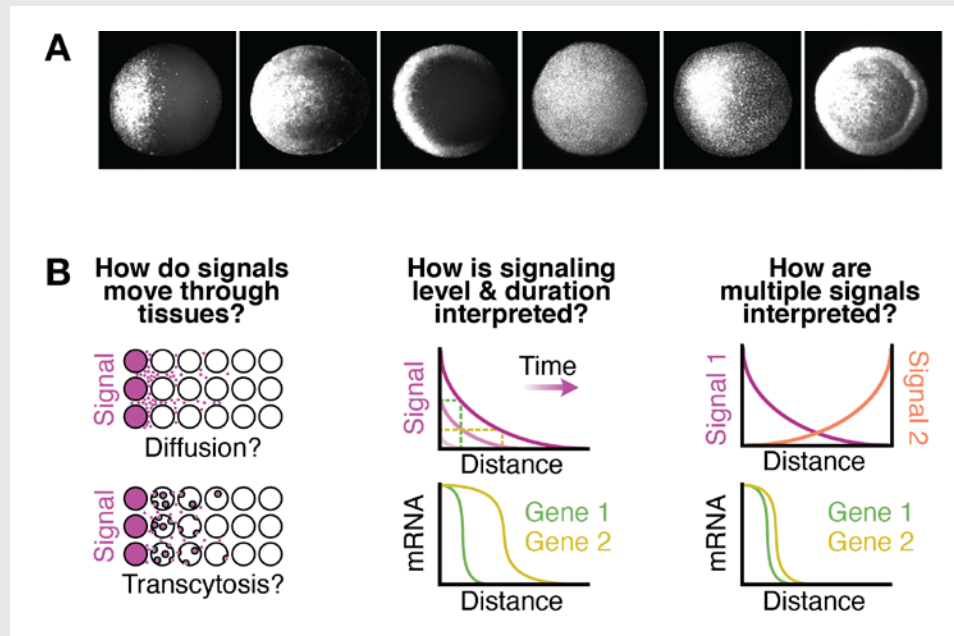 A
B
How do signals
move through
tissues?
Signal
Diffusion?
Signal
Transcytosis?
How is signaling
level & duration
interpreted?
Signal
Time
Distance
mRNA
Gene 1
Gene 2
Distance
How are
multiple signals
interpreted?
Signal 1
Signal 2
Distance
mRNA
Gene 1
Gene 2
Distance